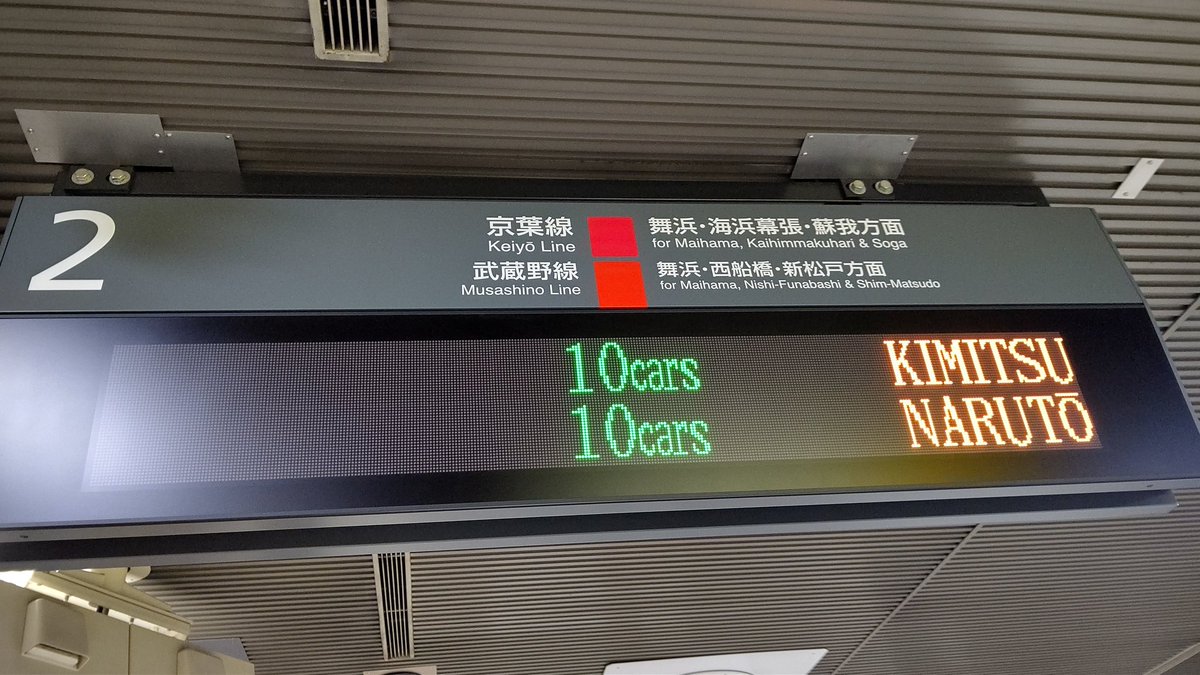 2
京葉線 舞浜・海浜幕張・蘇我方面
Keiyō Line for Maihama, Kaihimmakuhari & Soga
武蔵野線 舞浜・西船橋・新松戸方面
Musashino Line for Maihama, Nishi-Funabashi & Shim-Matsudo
10cars KIMITSU
10cars NARUTŌ